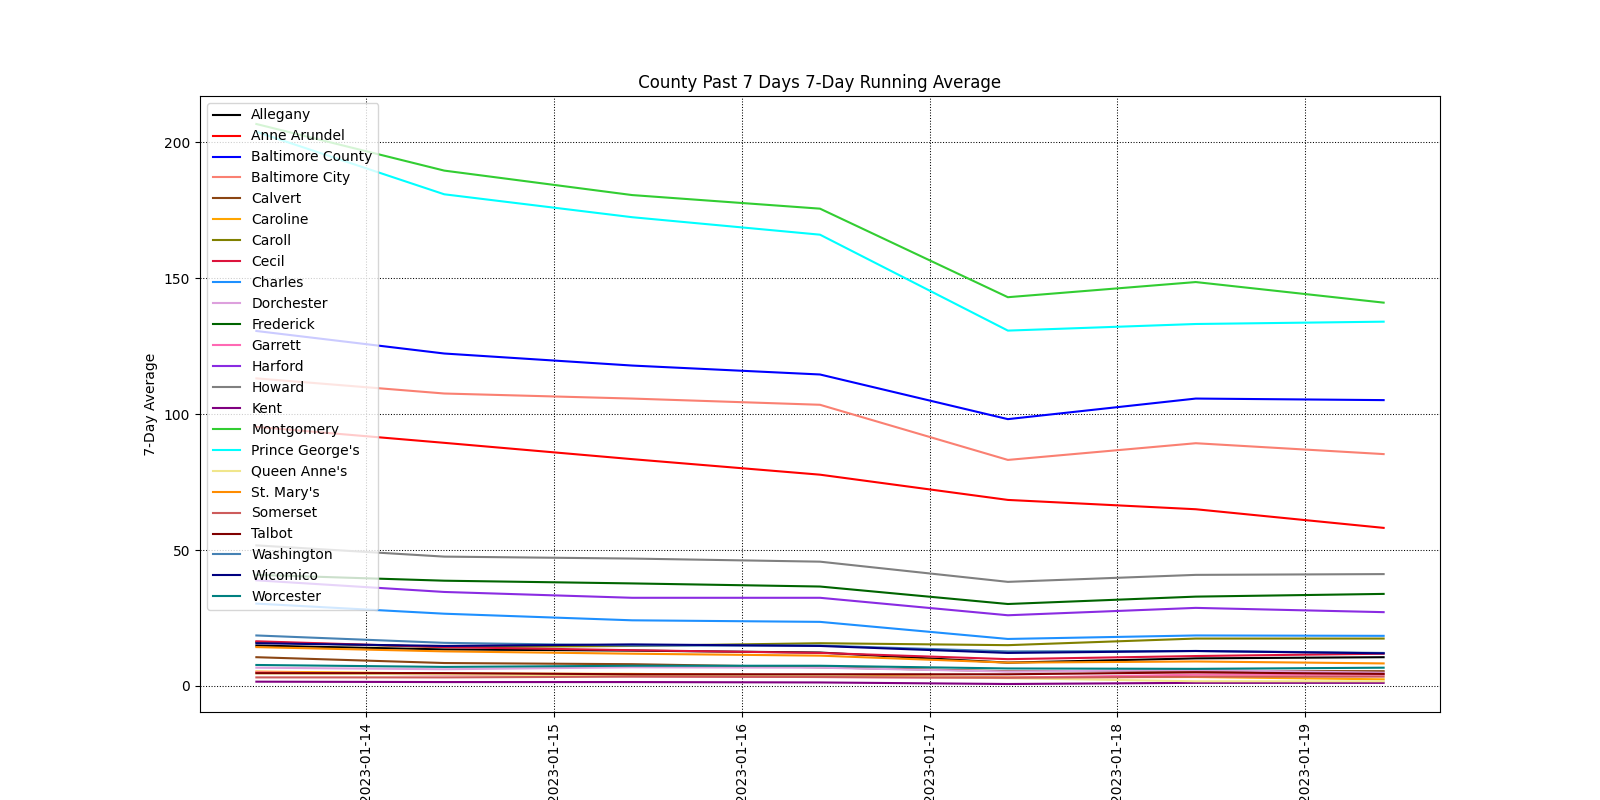 County Past 7 Days 7-Day Running Average
7-Day Average
200
150
100
50
0
Allegany
Anne Arundel
Baltimore County
Baltimore City
Calvert
Caroline
Caroll
Cecil
Charles
Dorchester
Frederick
Garrett
Harford
Howard
Kent
Montgomery
Prince George's
Queen Anne's
St. Mary's
Somerset
Talbot
Washington
Wicomico
Worcester
2023-01-14
2023-01-15
2023-01-16
2023-01-17
2023-01-18
2023-01-19